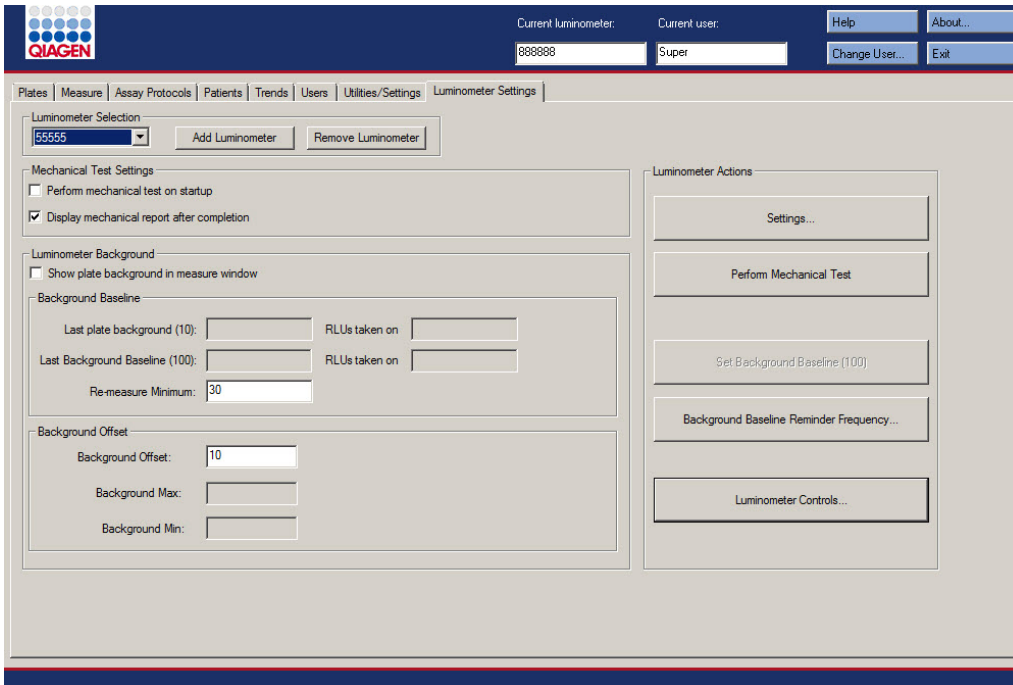 QIAGEN
Current luminometer: Current user: Help About...
888888 Super Change User... Exit
Plates Measure Assay Protocols Patients Trends Users Utilities/Settings Luminometer Settings
Luminometer Selection
55555 Add Luminometer Remove Luminometer
Mechanical Test Settings
Perform mechanical test on startup
Display mechanical report after completion
Luminometer Background
Show plate background in measure window
Background Baseline
Last plate background (10): RLUs taken on
Last Background Baseline (100): RLUs taken on
Re-measure Minimum: 30
Background Offset
Background Offset: 10
Background Max:
Background Min:
Luminometer Actions
Settings...
Perform Mechanical Test
Set Background Baseline (100)
Background Baseline Reminder Frequency...
Luminometer Controls...